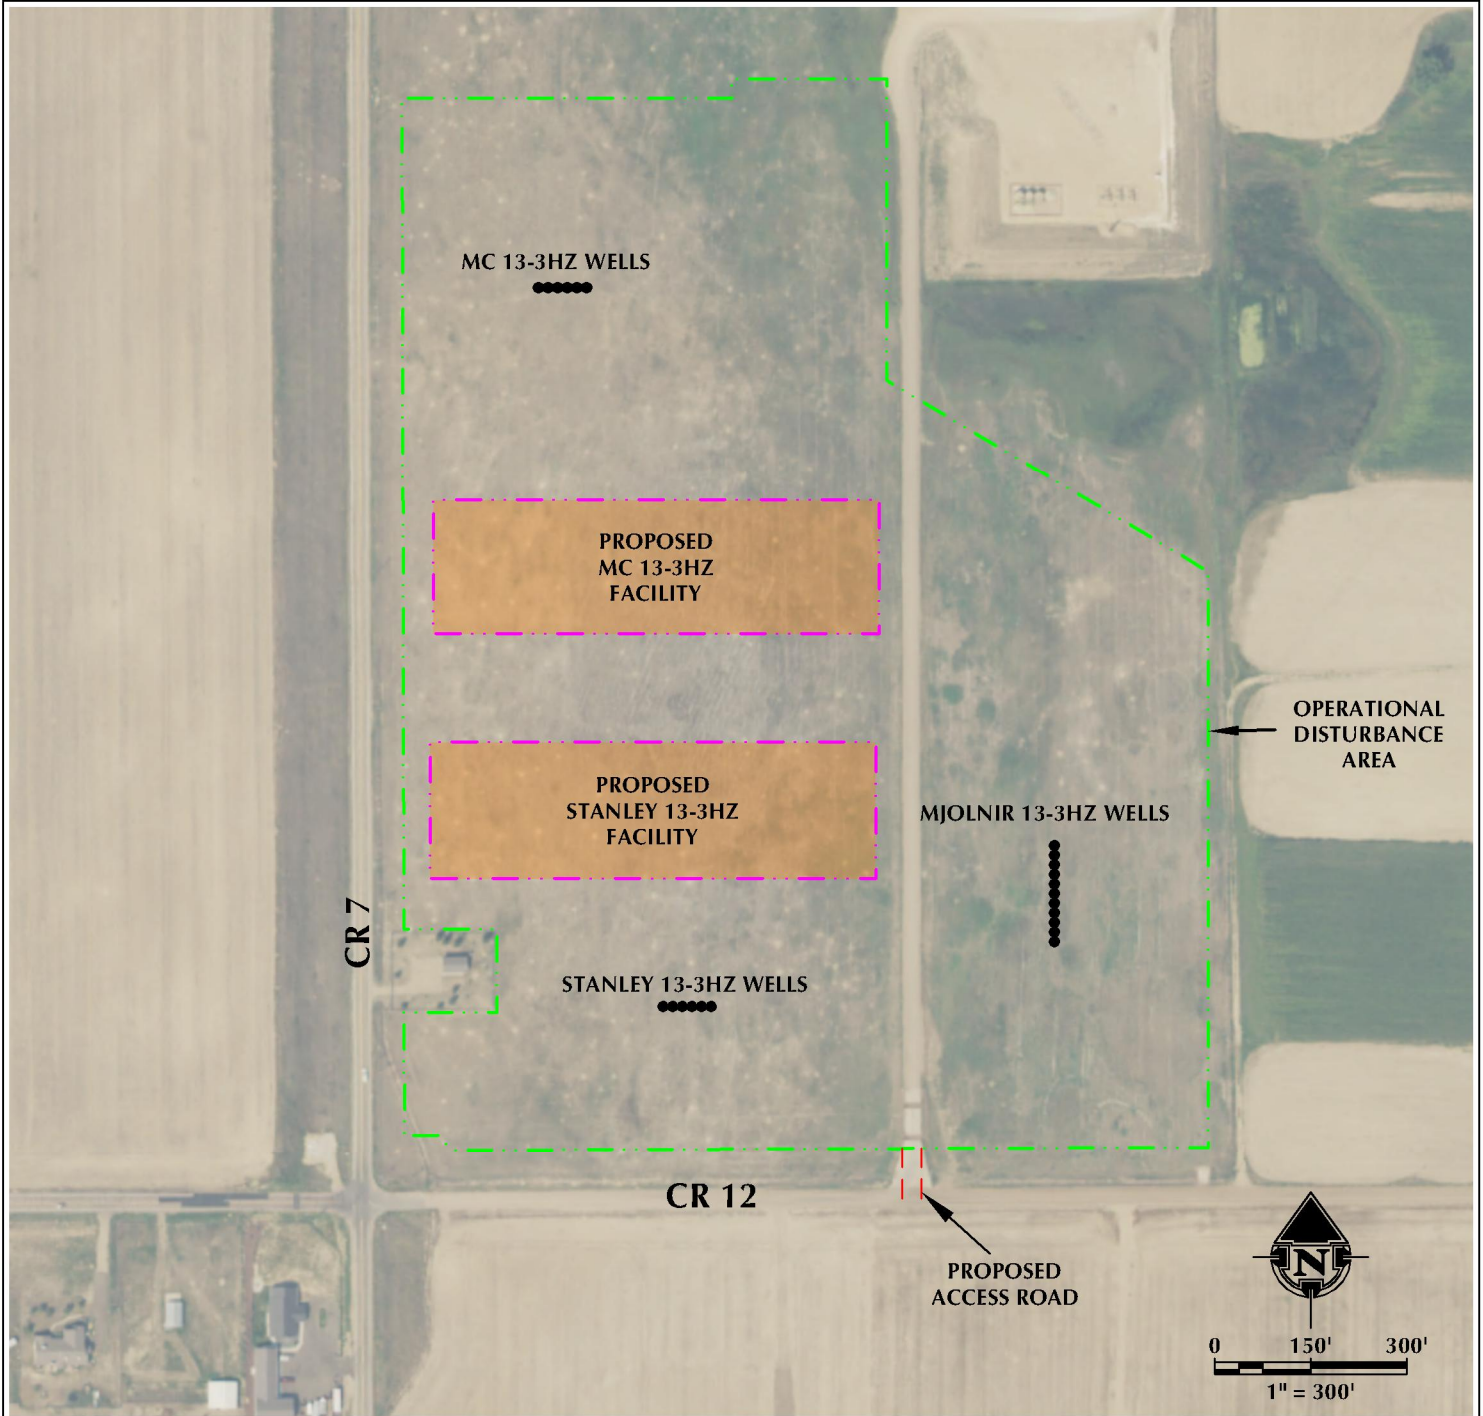 MC 13-3HZ WELLS
PROPOSED
MC 13-3HZ
FACILITY
OPERATIONAL
DISTURBANCE
AREA
PROPOSED
STANLEY 13-3HZ
FACILITY
MJOLNIR 13-3HZ WELLS
CR 7
STANLEY 13-3HZ WELLS
CR 12
PROPOSED
ACCESS ROAD
N
0 150' 300'
1" = 300'